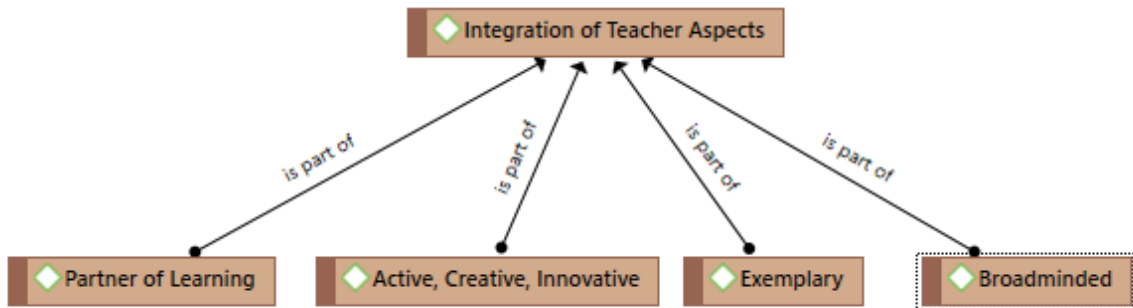 Integration of Teacher Aspects
is part of
is part of
is part of
is part of
Partner of Learning
Active, Creative, Innovative
Exemplary
Broadminded